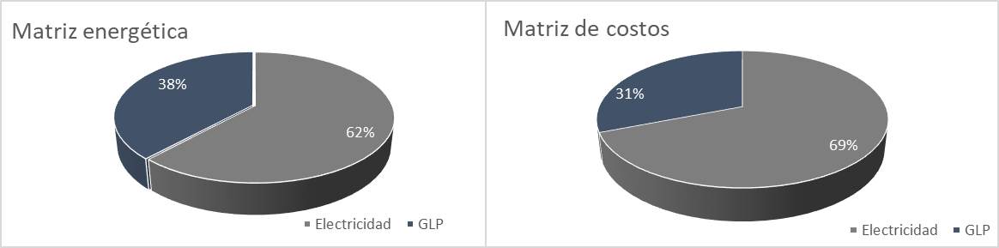 Matriz energética
38%
62%
Electricidad GLP
Matriz de costos
31%
69%
Electricidad GLP